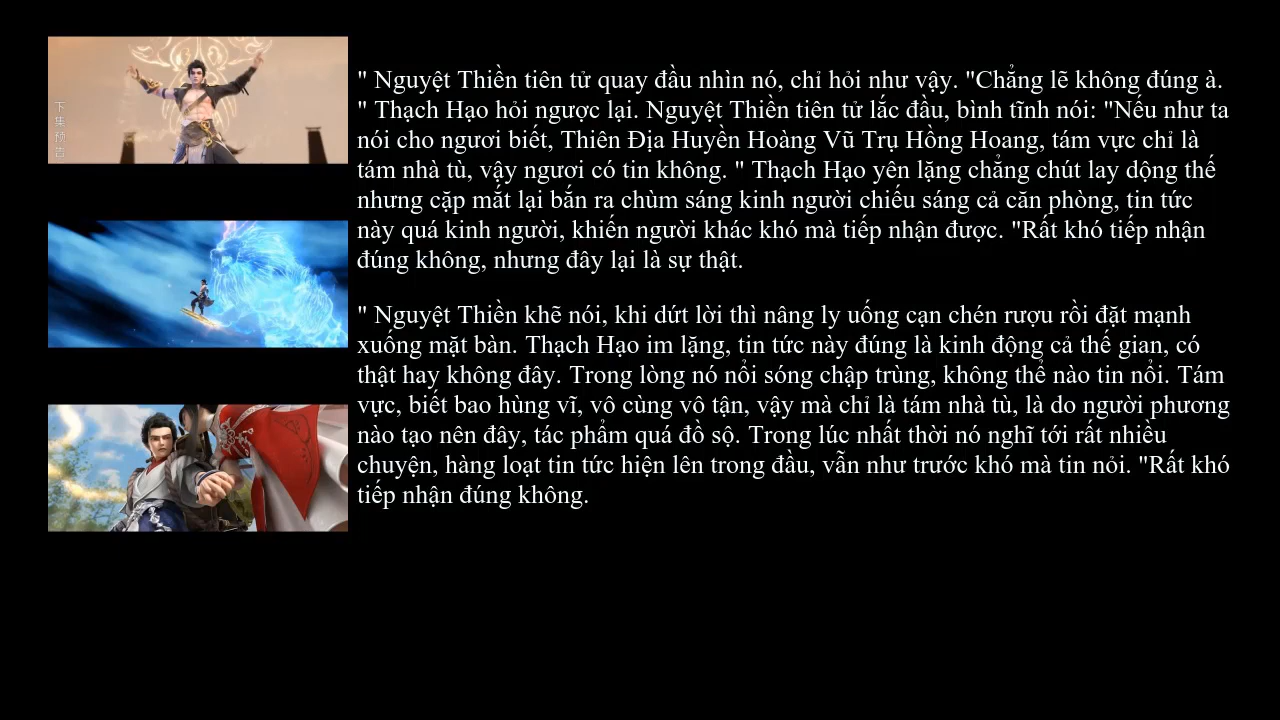 下集预告
" Nguyệt Thiền tiên tử quay đầu nhìn nó, chỉ hỏi như vậy. "Chẳng lẽ không đúng à.
" Thạch Hạo hỏi ngược lại. Nguyệt Thiền tiên tử lắc đầu, bình tĩnh nói: "Nếu như ta
nói cho ngươi biết, Thiên Địa Huyền Hoàng Vũ Trụ Hồng Hoang, tám vực chỉ là
tám nhà tù, vậy ngươi có tin không. " Thạch Hạo yên lặng chẳng chút lay động thế
nhưng cặp mắt lại bắn ra chùm sáng kinh người chiếu sáng cả căn phòng, tin tức
này quá kinh người, khiến người khác khó mà tiếp nhận được. "Rất khó tiếp nhận
đúng không, nhưng đây lại là sự thật.
" Nguyệt Thiền khẽ nói, khi dứt lời thì nâng ly uống cạn chén rượu rồi đặt mạnh
xuống mặt bàn. Thạch Hạo im lặng, tin tức này đúng là kinh động cả thế gian, có
thật hay không đây. Trong lòng nó nổi sóng chập trùng, không thể nào tin nổi. Tám
vực, biết bao hùng vĩ, vô cùng vô tận, vậy mà chỉ là tám nhà tù, là do người phương
nào tạo nên đây, tác phẩm quá đồ sộ. Trong lúc nhất thời nó nghĩ tới rất nhiều
chuyện, hàng loạt tin tức hiện lên trong đầu, vẫn như trước khó mà tin nỏi. "Rất khó
tiếp nhận đúng không.